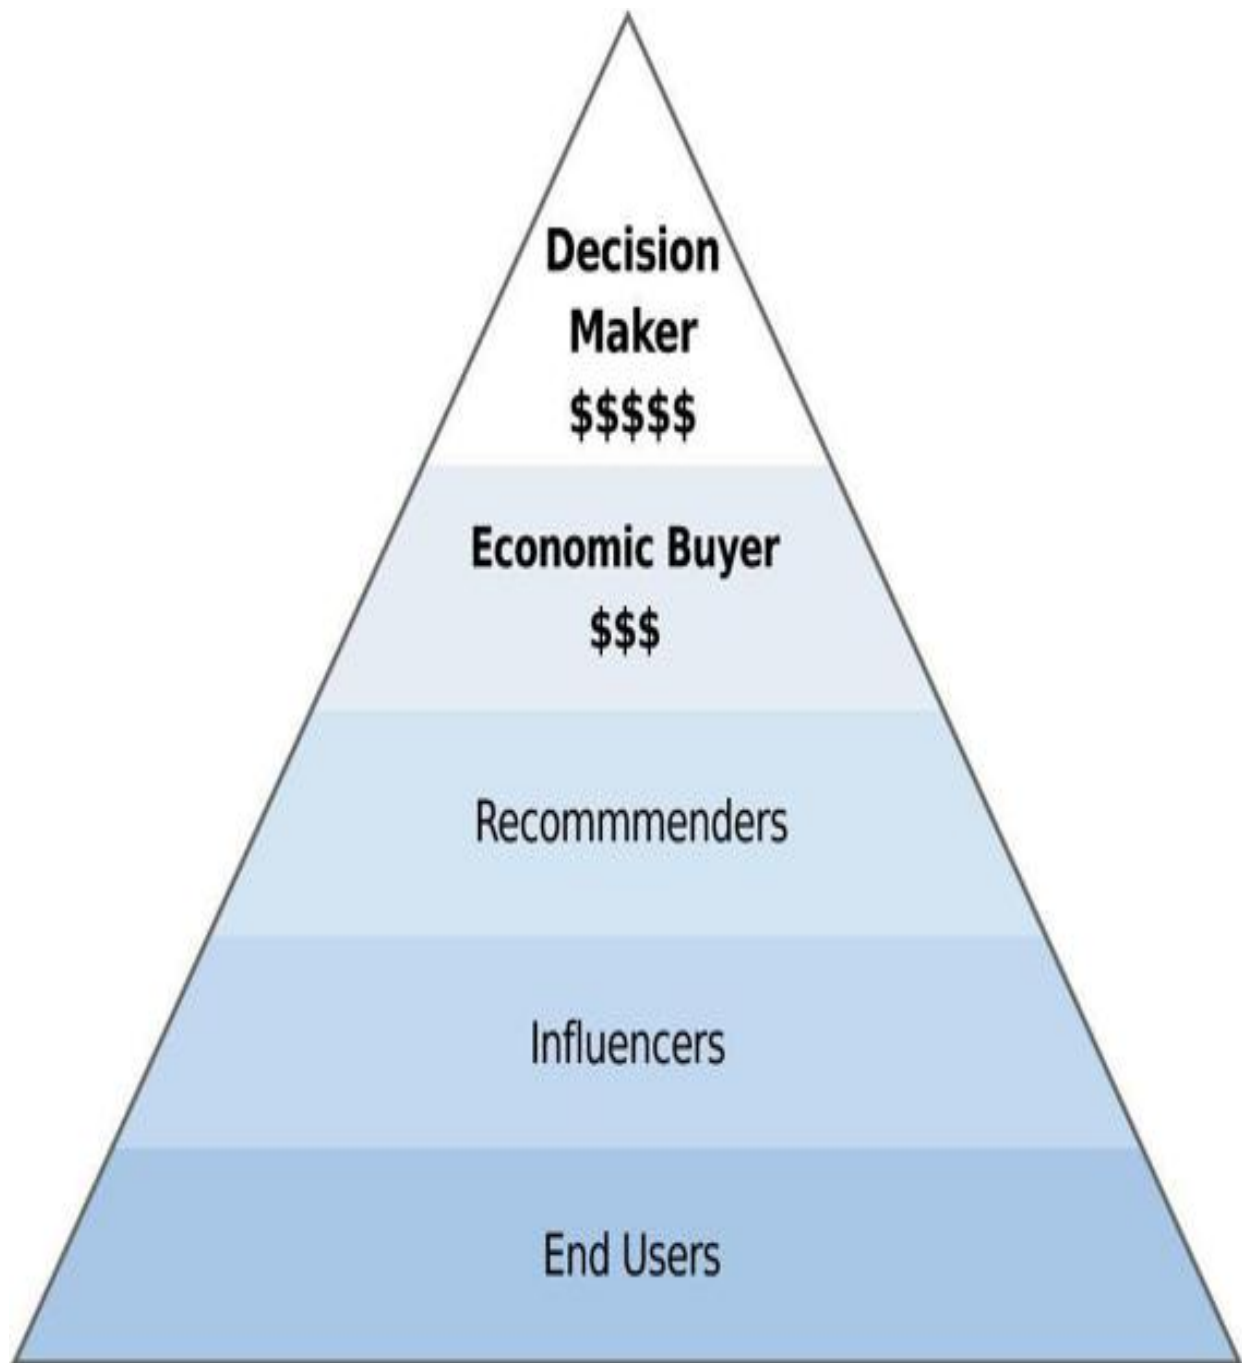 Decision
Maker
$$$$$
Economic Buyer
$$$
Recommmenders
Influencers
End Users